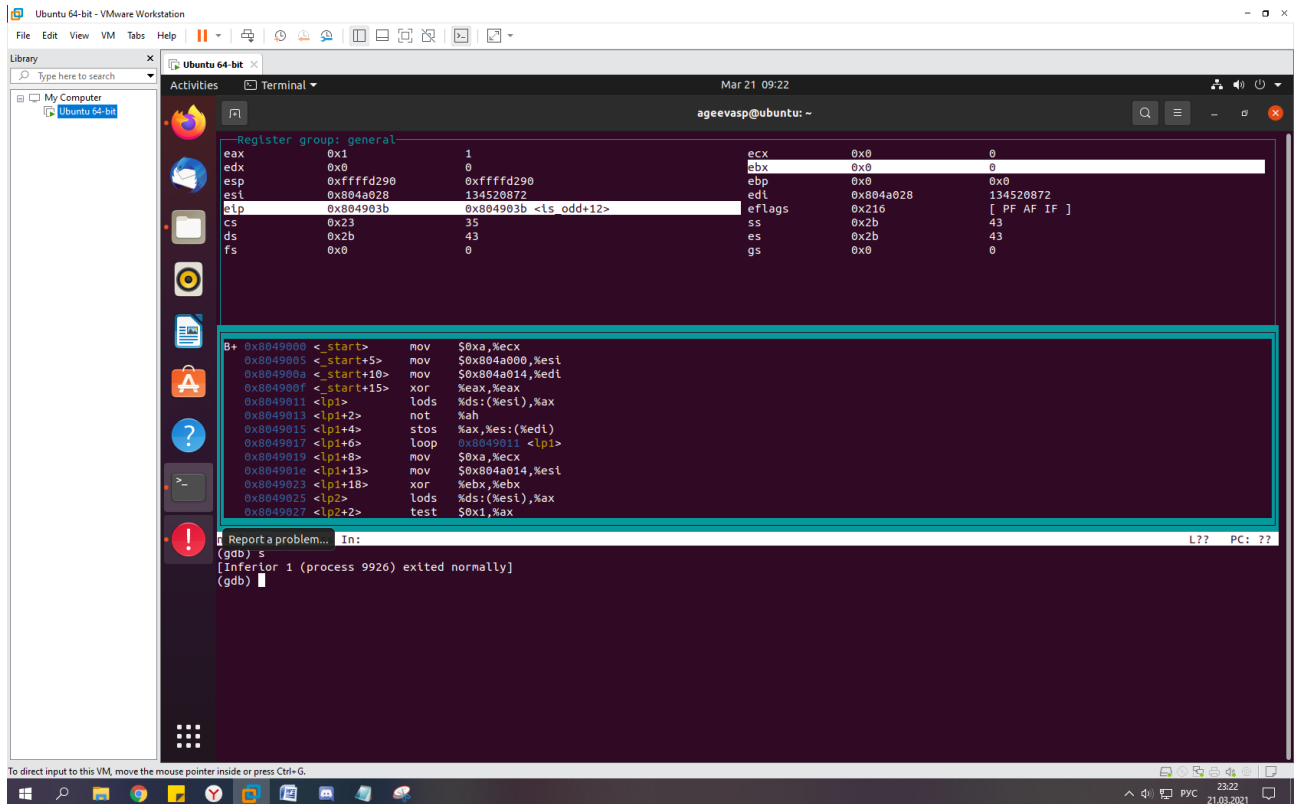 Ubuntu 64-bit - VMware Workstation
File Edit View VM Tabs Help
Library
Type here to search
My Computer
Ubuntu 64-bit
Ubuntu 64-bit
Activities Terminal Mar 21 09:22
ageevasp@ubuntu: ~
Register group: general
eax 0x1 1 ecx 0x0 0
edx 0x0 0 ebx 0x0 0
esp 0xffffd290 0xffffd290 ebp 0x0 0x0
esi 0x804a028 134520872 edi 0x804a028 134520872
eip 0x804903b 0x804903b <is_odd+12> eflags 0x216 [ PF AF IF ]
cs 0x23 35 ss 0x2b 43
ds 0x2b 43 es 0x2b 43
fs 0x0 0 gs 0x0 0
B+ 0x8049000 <_start> mov $0xa,%ecx
0x8049005 <_start+5> mov $0x804a000,%esi
0x804900a <_start+10> mov $0x804a014,%edi
0x804900f <_start+15> xor %eax,%eax
0x8049011 <lp1> lods %ds:(%esi),%ax
0x8049013 <lp1+2> not %ah
0x8049015 <lp1+4> stos %ax,%es:(%edi)
0x8049017 <lp1+6> loop 0x8049011 <lp1>
0x8049019 <lp1+8> mov $0xa,%ecx
0x804901e <lp1+13> mov $0x804a014,%esi
0x8049023 <lp1+18> xor %ebx,%ebx
0x8049025 <lp2> lods %ds:(%esi),%ax
0x8049027 <lp2+2> test $0x1,%ax
Report a problem... In: L?? PC: ??
(gdb) s
[Inferior 1 (process 9926) exited normally]
(gdb)
To direct input to this VM, move the mouse pointer inside or press Ctrl+G.
РУС 23:22
21.03.2021